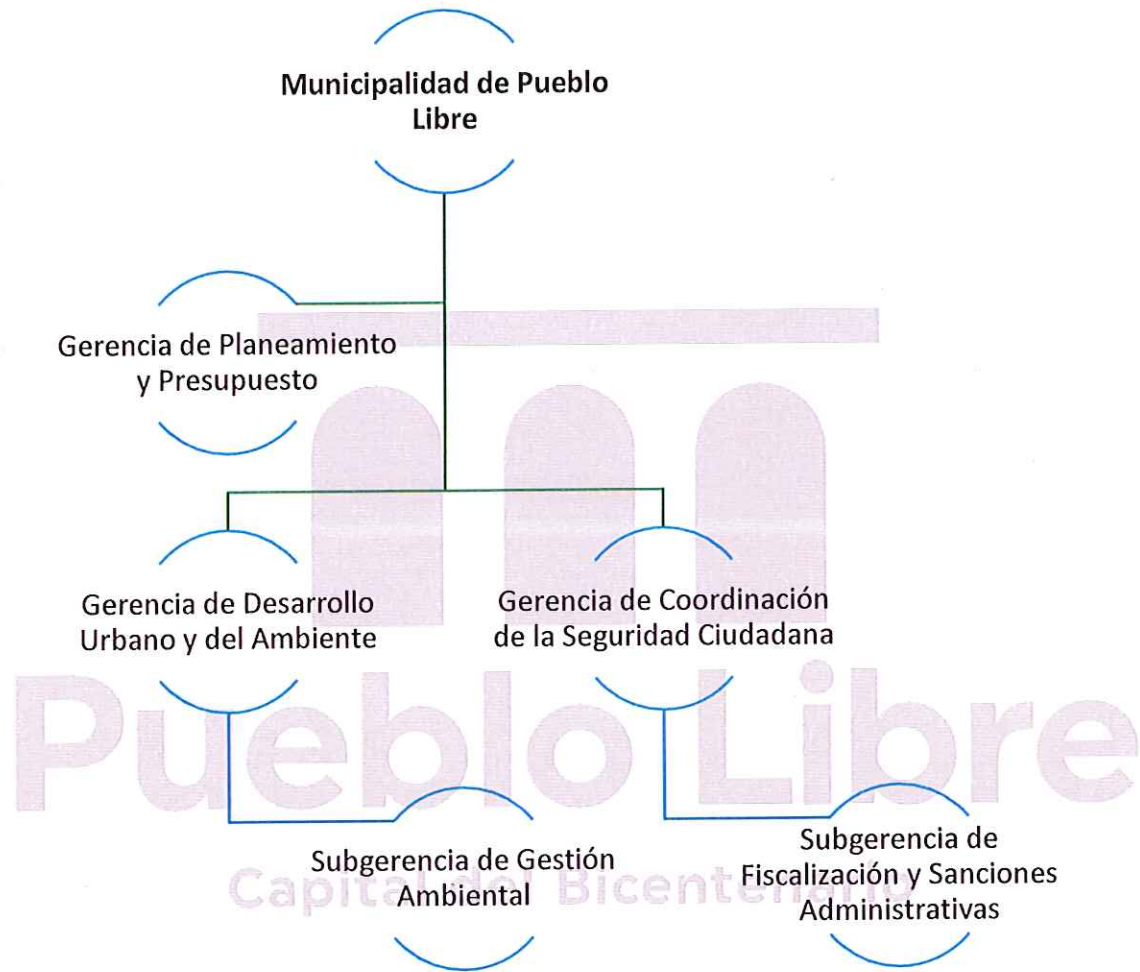 Municipalidad de Pueblo
Libre
Gerencia de Planeamiento
y Presupuesto
Gerencia de Desarrollo
Urbano y del Ambiente
Gerencia de Coordinación
de la Seguridad Ciudadana
Pueblo Libre
Subgerencia de Gestión
Ambiental
Subgerencia de
Fiscalización y Sanciones
Administrativas
Capital del Bicentenario